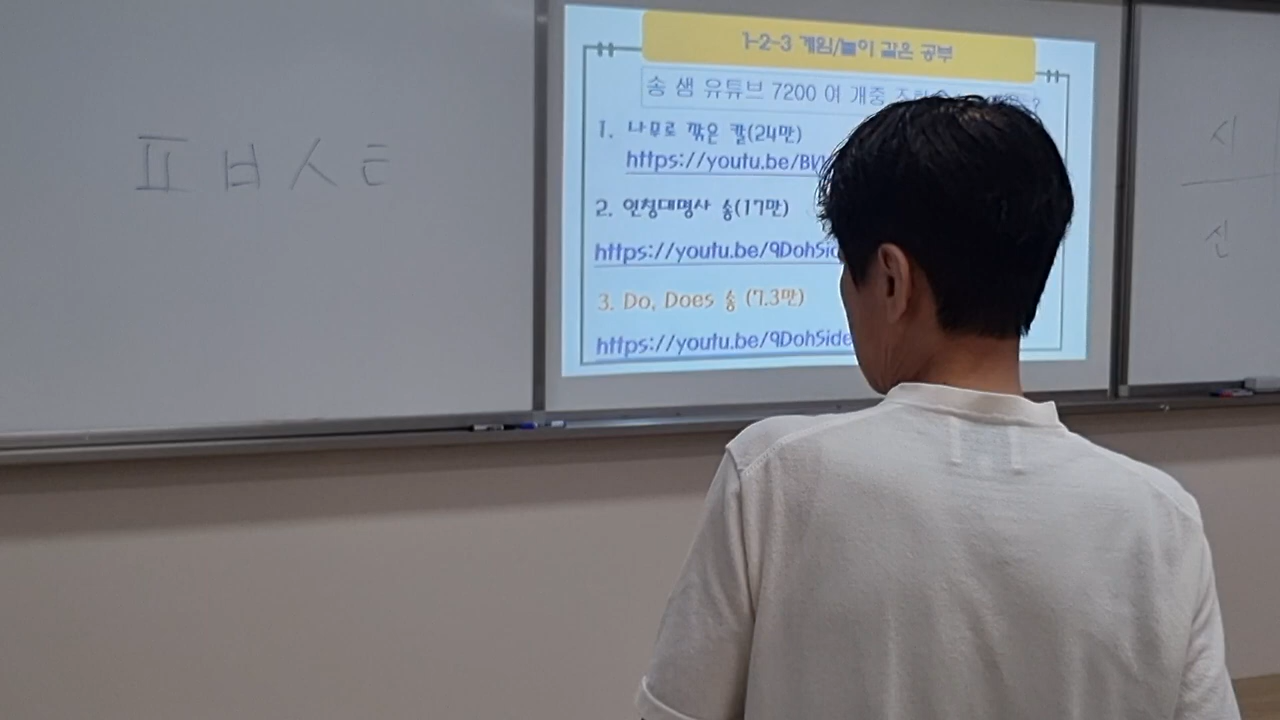 ㅍ ㅂ ㅅ ㅌ
1-2-3 게임/놀이 같은 공부
송 샘 유튜브 7200 여 개중 조회 ?
1. 나무로 깎은 칼(24만)
https://youtu.be/BV
2. 인칭대명사 송(17만)
https://youtu.be/9DohSid
3. Do, Does 송 (7.3만)
https://youtu.be/9DohSide
시
신